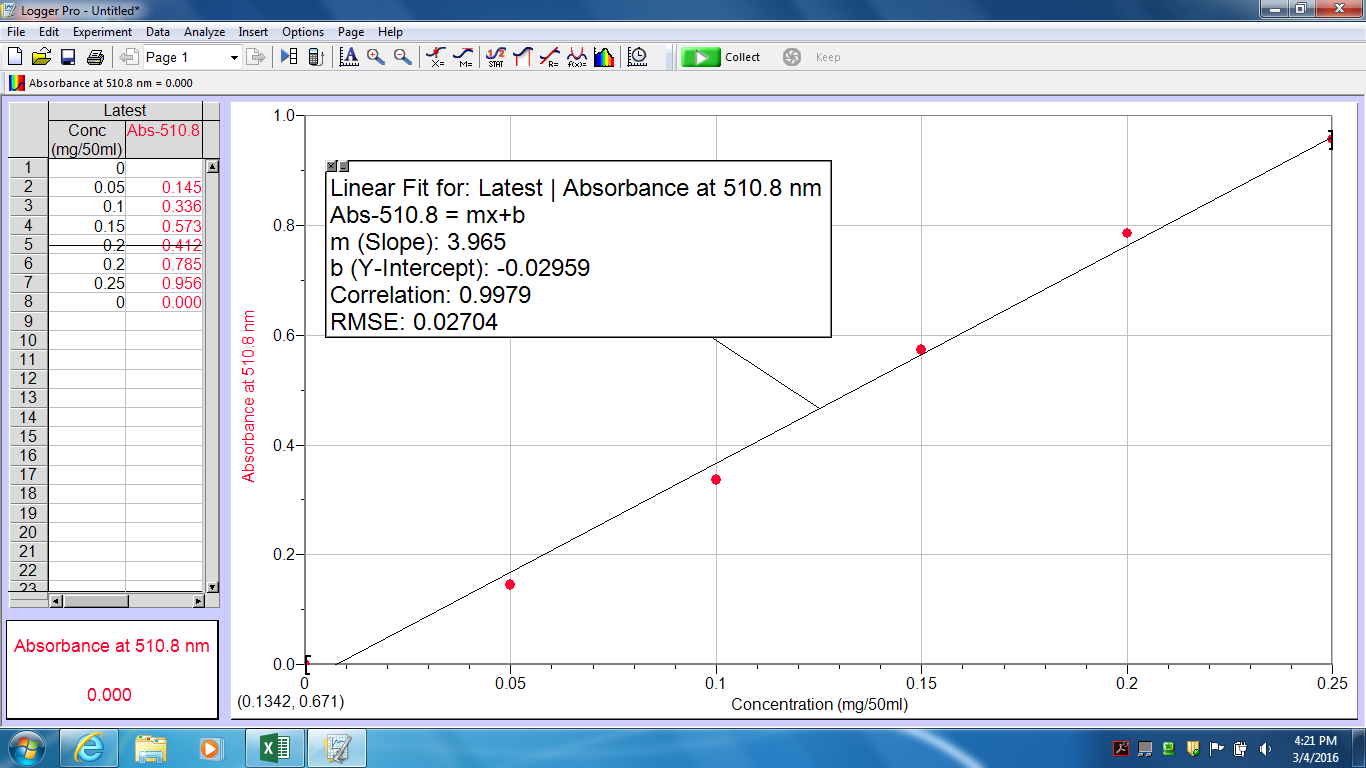 Logger Pro - Untitled*
File Edit Experiment Data Analyze Insert Options Page Help
Page 1
X= M= 1/2 STAT R= f(x)= Collect Keep
Absorbance at 510.8 nm = 0.000
Latest
Conc Abs-510.8
(mg/50ml)
1 0
2 0.05 0.145
3 0.1 0.336
4 0.15 0.573
5 0.2 0.412
6 0.2 0.785
7 0.25 0.956
8 0 0.000
9
10
11
12
13
14
15
16
17
18
19
20
21
22
23
Absorbance at 510.8 nm
0.000
1.0
0.8
0.6
0.4
0.2
0.0
Absorbance at 510.8 nm
Linear Fit for: Latest | Absorbance at 510.8 nm
Abs-510.8 = mx+b
m (Slope): 3.965
b (Y-Intercept): -0.02959
Correlation: 0.9979
RMSE: 0.02704
0 0.05 0.1 0.15 0.2 0.25
(0.1342, 0.671)
Concentration (mg/50ml)
4:21 PM
3/4/2016